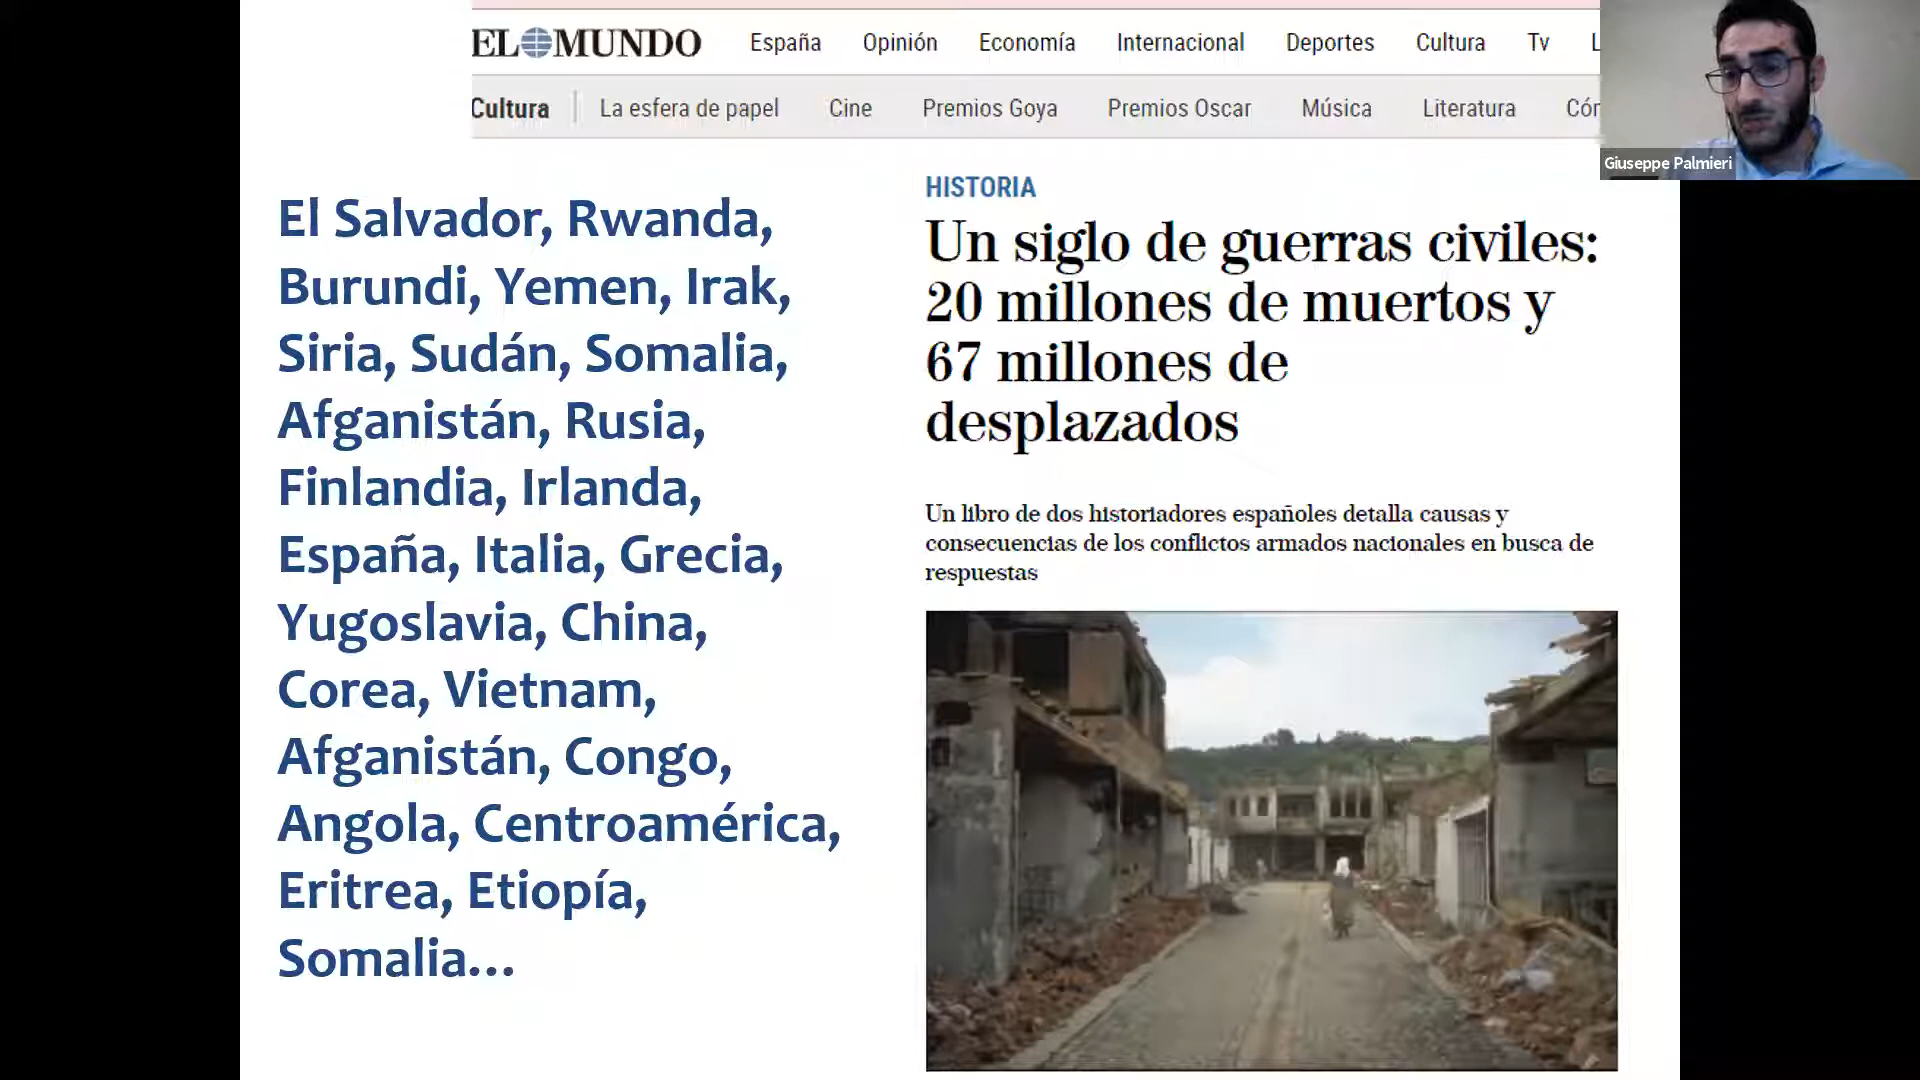 EL MUNDO España Opinión Economía Internacional Deportes Cultura Tv L
Cultura La esfera de papel Cine Premios Goya Premios Oscar Música Literatura Cór
Giuseppe Palmieri
El Salvador, Rwanda,
Burundi, Yemen, Irak,
Siria, Sudán, Somalia,
Afganistán, Rusia,
Finlandia, Irlanda,
España, Italia, Grecia,
Yugoslavia, China,
Corea, Vietnam,
Afganistán, Congo,
Angola, Centroamérica,
Eritrea, Etiopía,
Somalia...
HISTORIA
Un siglo de guerras civiles:
20 millones de muertos y
67 millones de
desplazados
Un libro de dos historiadores españoles detalla causas y
consecuencias de los conflictos armados nacionales en busca de
respuestas